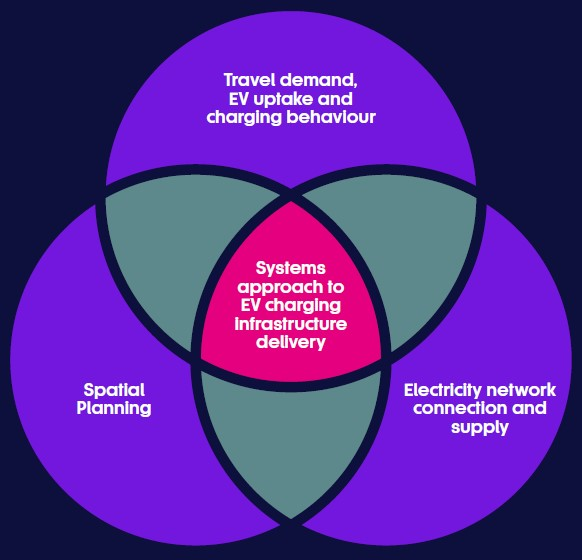 Travel demand,
EV uptake and
charging behaviour
Systems
approach to
EV charging
infrastructure
delivery
Spatial
Planning
Electricity network
connection and
supply